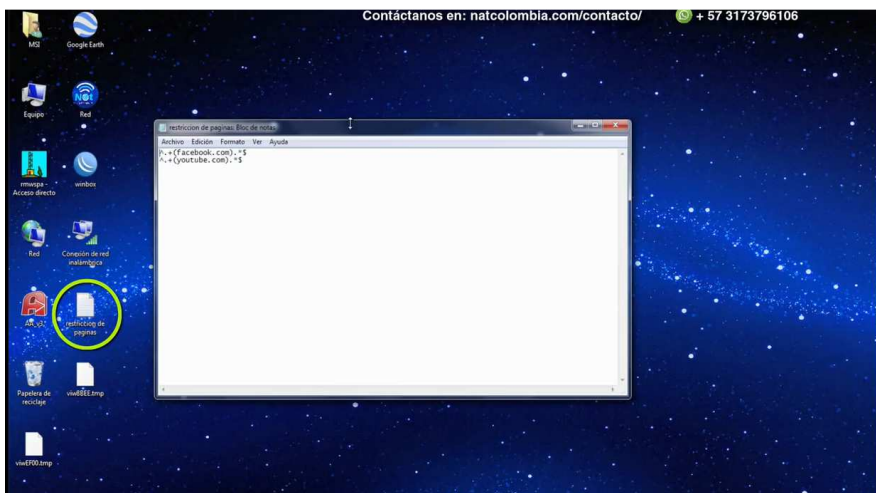 Contáctanos en: natcolombia.com/contacto/
+ 57 3173796106
MSI
Google Earth
Equipo
Red
rmwspa -
Acceso directo
winbox
Red
Conexión de red
inalámbrica
AA_v3
restriccion de
paginas
Papelera de
reciclaje
viw8BEE.tmp
viwEF00.tmp
restriccion de paginas: Bloc de notas
Archivo Edición Formato Ver Ayuda
^.+(facebook.com).*$
^.+(youtube.com).*$